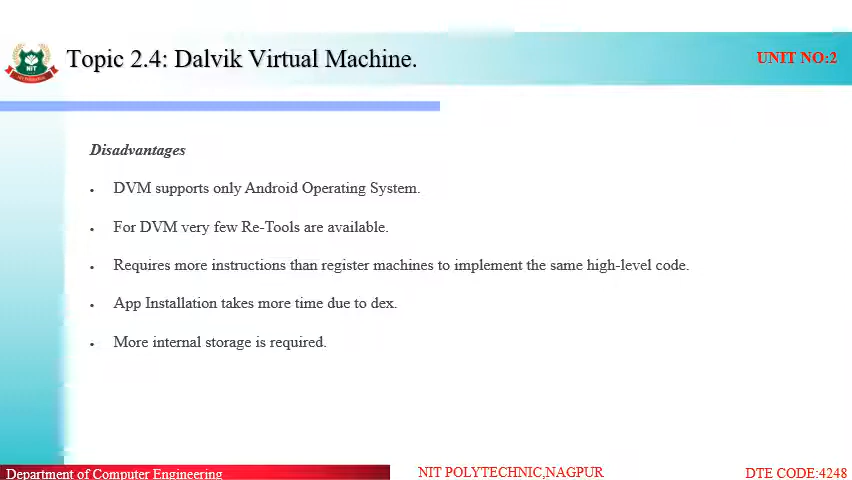 NIT
Topic 2.4: Dalvik Virtual Machine.
UNIT NO:2
Disadvantages
• DVM supports only Android Operating System.
• For DVM very few Re-Tools are available.
• Requires more instructions than register machines to implement the same high-level code.
• App Installation takes more time due to dex.
• More internal storage is required.
Department of Computer Engineering
NIT POLYTECHNIC,NAGPUR
DTE CODE:4248